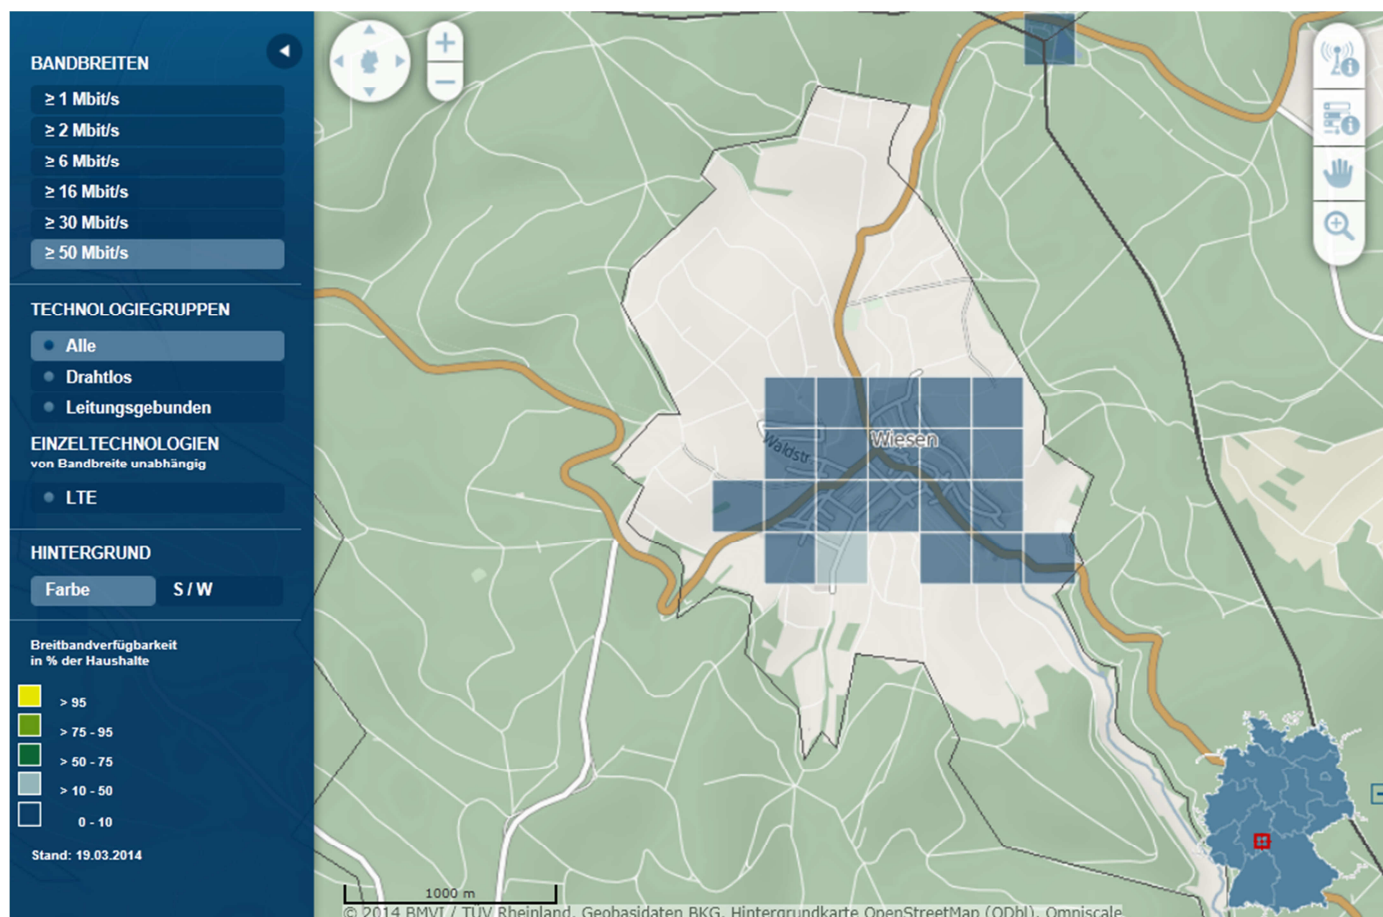 BANDBREITEN
≥ 1 Mbit/s
≥ 2 Mbit/s
≥ 6 Mbit/s
≥ 16 Mbit/s
≥ 30 Mbit/s
≥ 50 Mbit/s
TECHNOLOGIEGRUPPEN
Alle
Drahtlos
Leitungsgebunden
EINZELTECHNOLOGIEN
von Bandbreite unabhängig
LTE
HINTERGRUND
Farbe S / W
Breitbandverfügbarkeit
in % der Haushalte
> 95
> 75 - 95
> 50 - 75
> 10 - 50
0 - 10
Stand: 19.03.2014
Wiesen
Waldstr.
1000 m
© 2014 BMVI / TÜV Rheinland, Geobasidaten BKG, Hintergrundkarte OpenStreetMap (ODbl), Omniscale